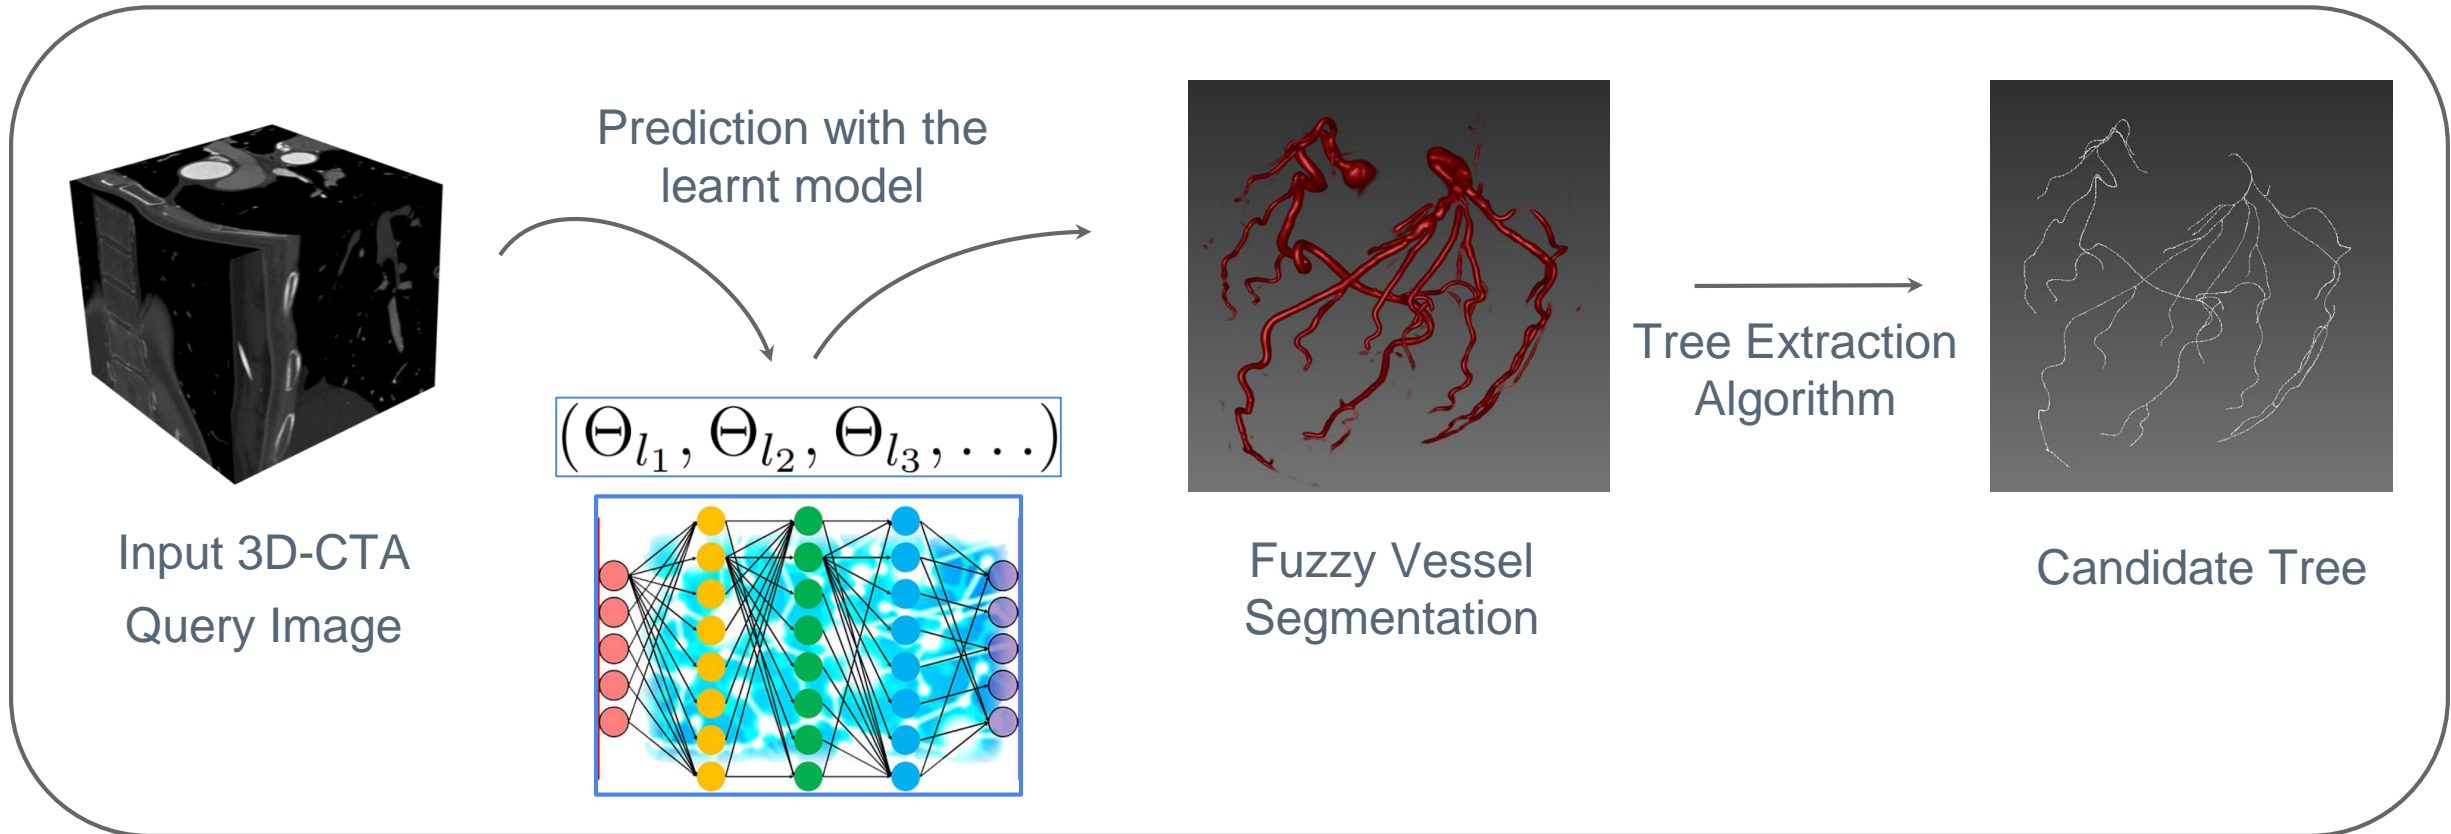 Prediction with the
learnt model
(Θ_{l_1}, Θ_{l_2}, Θ_{l_3}, . . .)
Input 3D-CTA
Query Image
Fuzzy Vessel
Segmentation
Tree Extraction
Algorithm
Candidate Tree